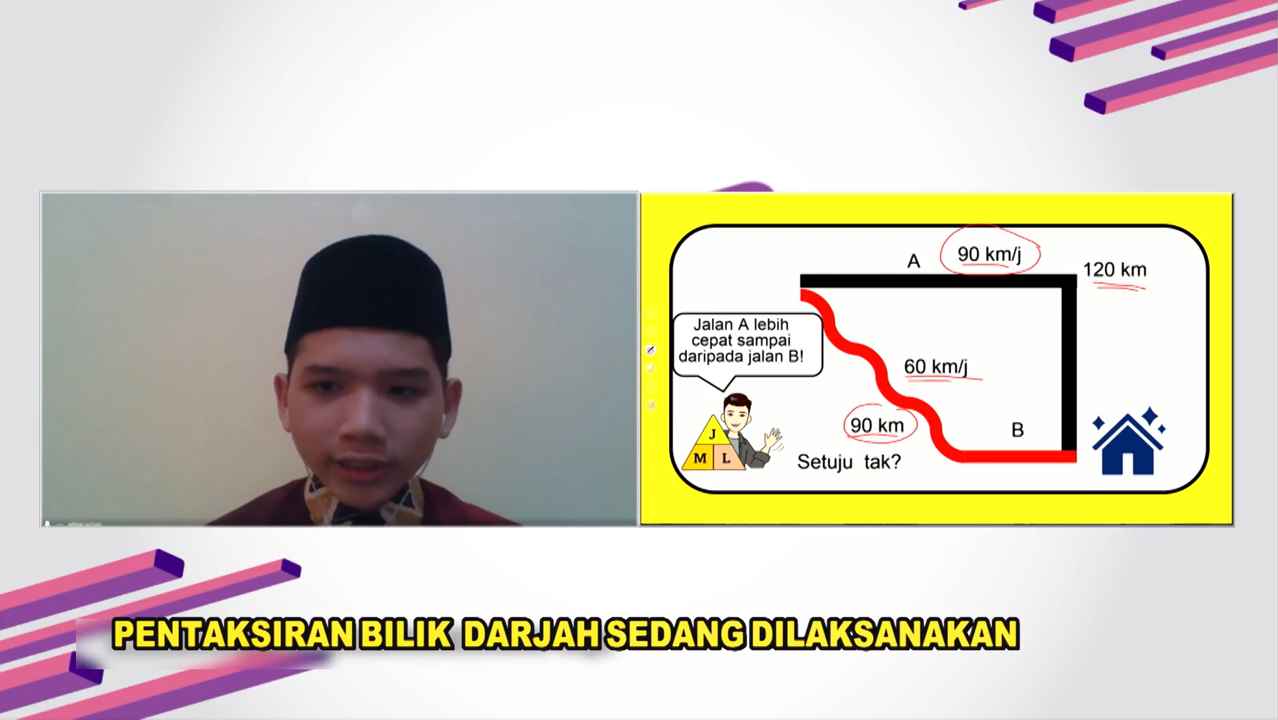 A
90 km/j
120 km
Jalan A lebih
cepat sampai
daripada jalan B!
60 km/j
90 km
B
J
M L
Setuju tak?
PENTAKSIRAN BILIK DARJAH SEDANG DILAKSANAKAN